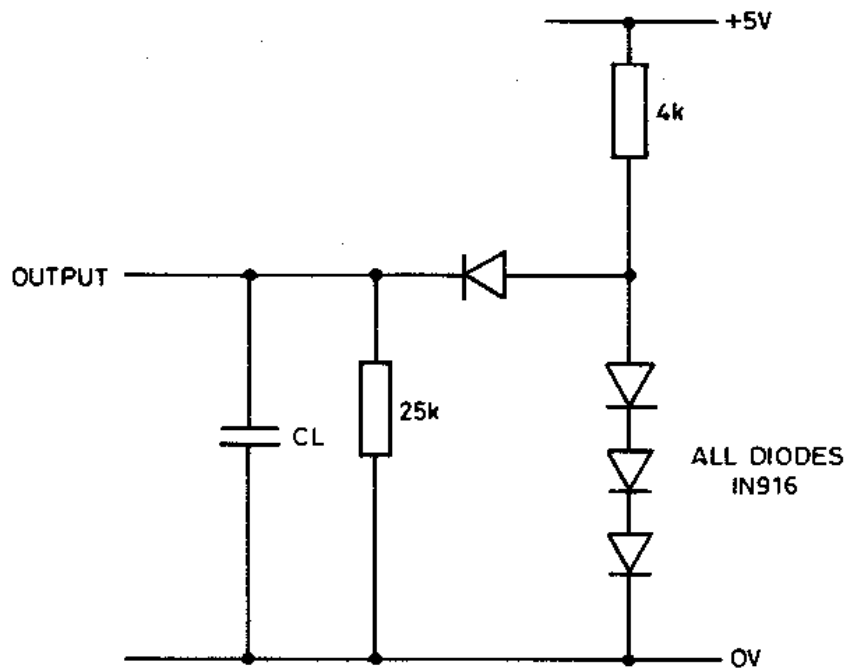 +5V
4k
OUTPUT
25k
CL
ALL DIODES
IN916
0V